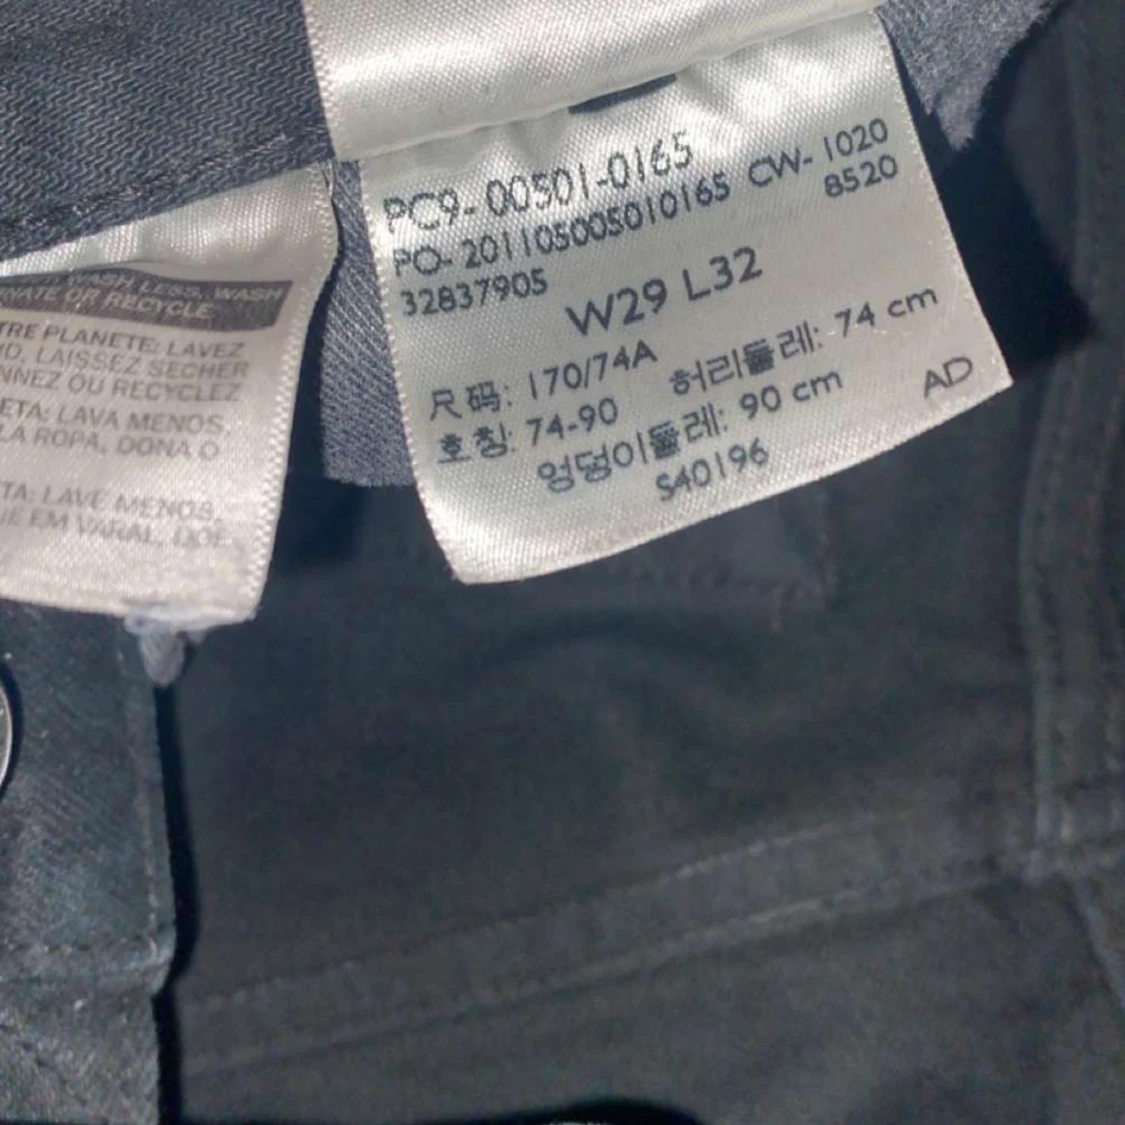 ASH LESS, WASH
NATE OR RECYCLE
TRE PLANETE: LAVEZ
ID, LAISSEZ SECHER
NNEZ OU RECYCLEZ
ETA: LAVA MENOS,
LA ROPA, DONA O
TA: LAVE MENOS,
UE EM VARAL, DOE
PC9- 00501-0165
PO- 201105005010165 CW- 1020
32837905 8520
W29 L32
尺码: 170/74A 허리둘레: 74 cm
호칭: 74-90 엉덩이둘레: 90 cm AD
S40196